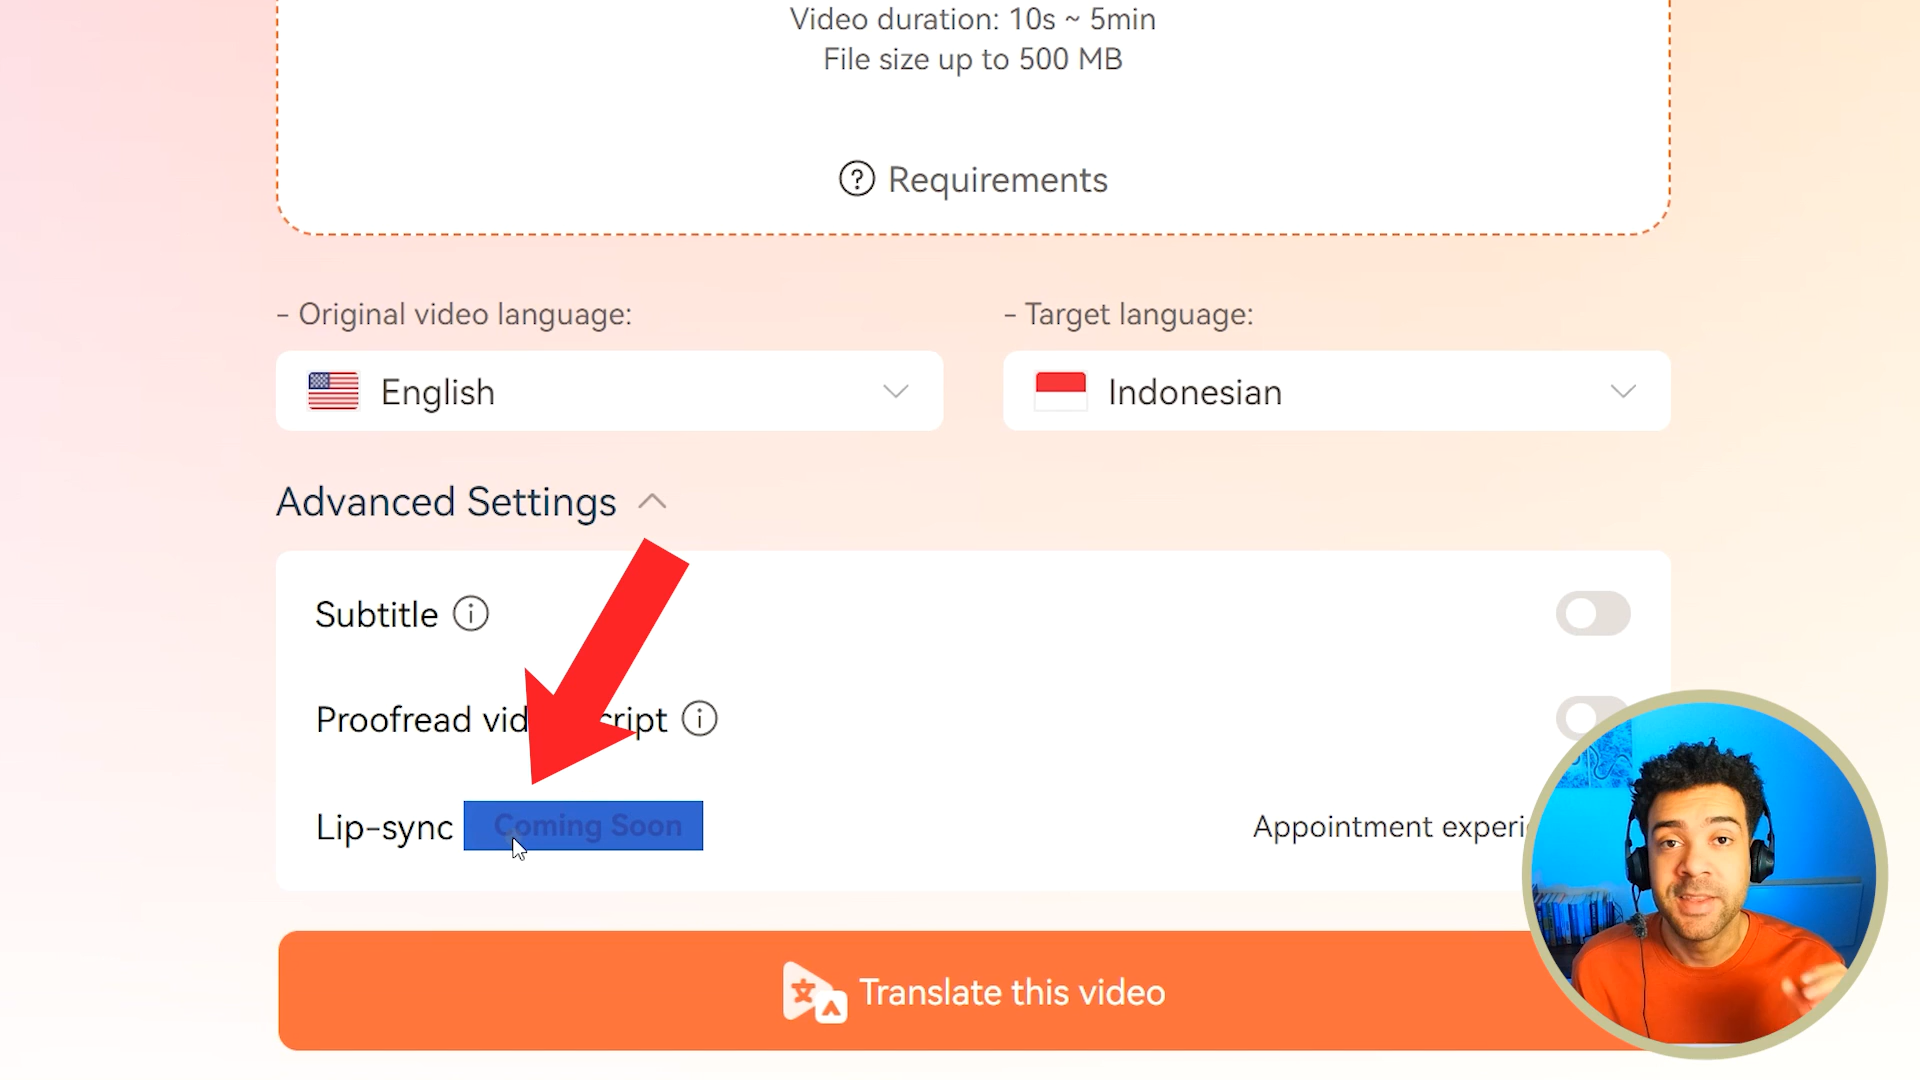 Video duration: 10s ~ 5min
File size up to 500 MB
Requirements
- Original video language:
- Target language:
English
Indonesian
Advanced Settings
Subtitle
Proofread vid cript
Lip-sync Coming Soon
Appointment experi
Translate this video